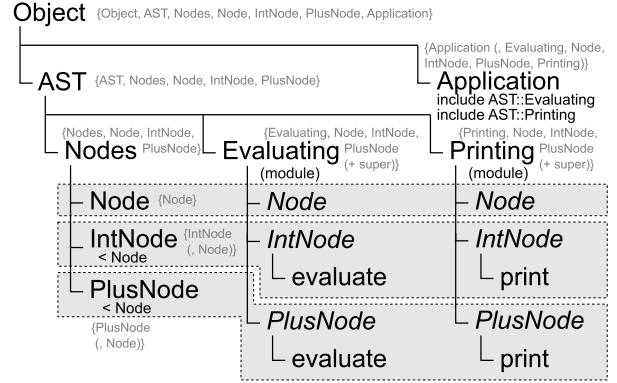 Object {Object, AST, Nodes, Node, IntNode, PlusNode, Application}
{Application (, Evaluating, Node,
IntNode, PlusNode, Printing)}
AST {AST, Nodes, Node, IntNode, PlusNode}
Application
include AST::Evaluating
include AST::Printing
{Nodes, Node, IntNode,
PlusNode}
Nodes
{Evaluating, Node, IntNode,
PlusNode
(+ super)}
Evaluating
(module)
{Printing, Node, IntNode,
PlusNode
(+ super)}
Printing
(module)
Node {Node}
Node
Node
IntNode {IntNode
(, Node)}
< Node
IntNode
IntNode
evaluate
print
PlusNode
< Node
{PlusNode
(, Node)}
PlusNode
PlusNode
evaluate
print